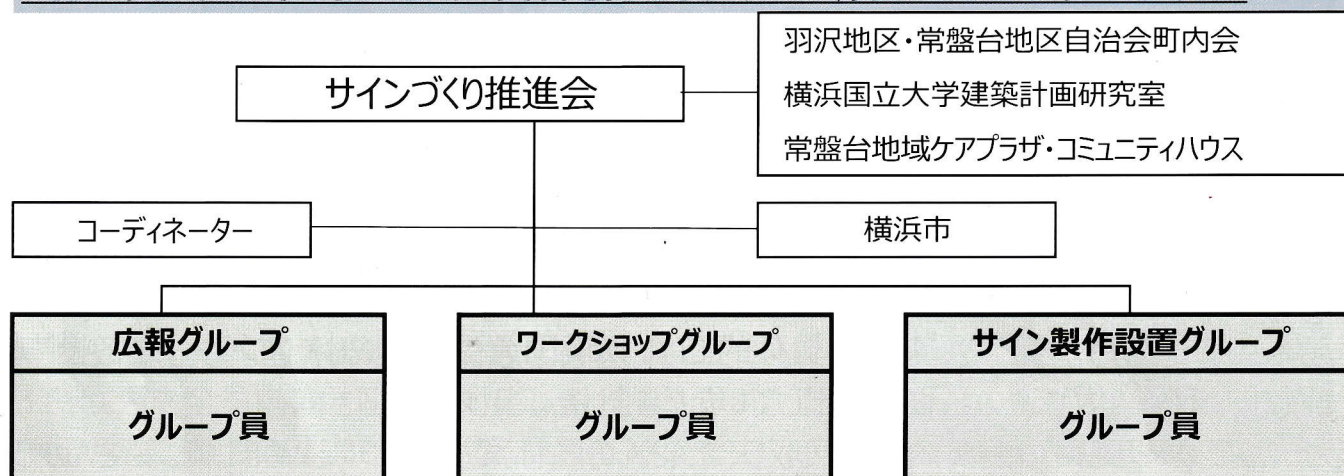 サインづくり推進会
羽沢地区・常盤台地区自治会町内会
横浜国立大学建築計画研究室
常盤台地域ケアプラザ・コミュニティハウス
コーディネーター
横浜市
広報グループ
ワークショップグループ
サイン製作設置グループ
グループ員
グループ員
グループ員